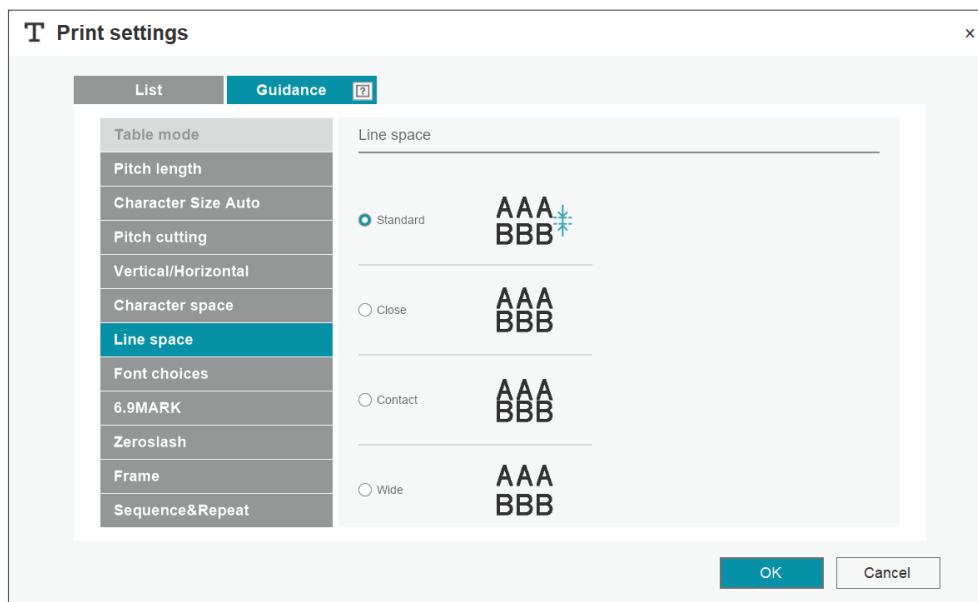 T Print settings
×
List
Guidance ?
Table mode
Pitch length
Character Size Auto
Pitch cutting
Vertical/Horizontal
Character space
Line space
Font choices
6.9MARK
Zeroslash
Frame
Sequence&Repeat
Line space
Standard
AAA
BBB
Close
AAA
BBB
Contact
AAA
BBB
Wide
AAA
BBB
OK
Cancel